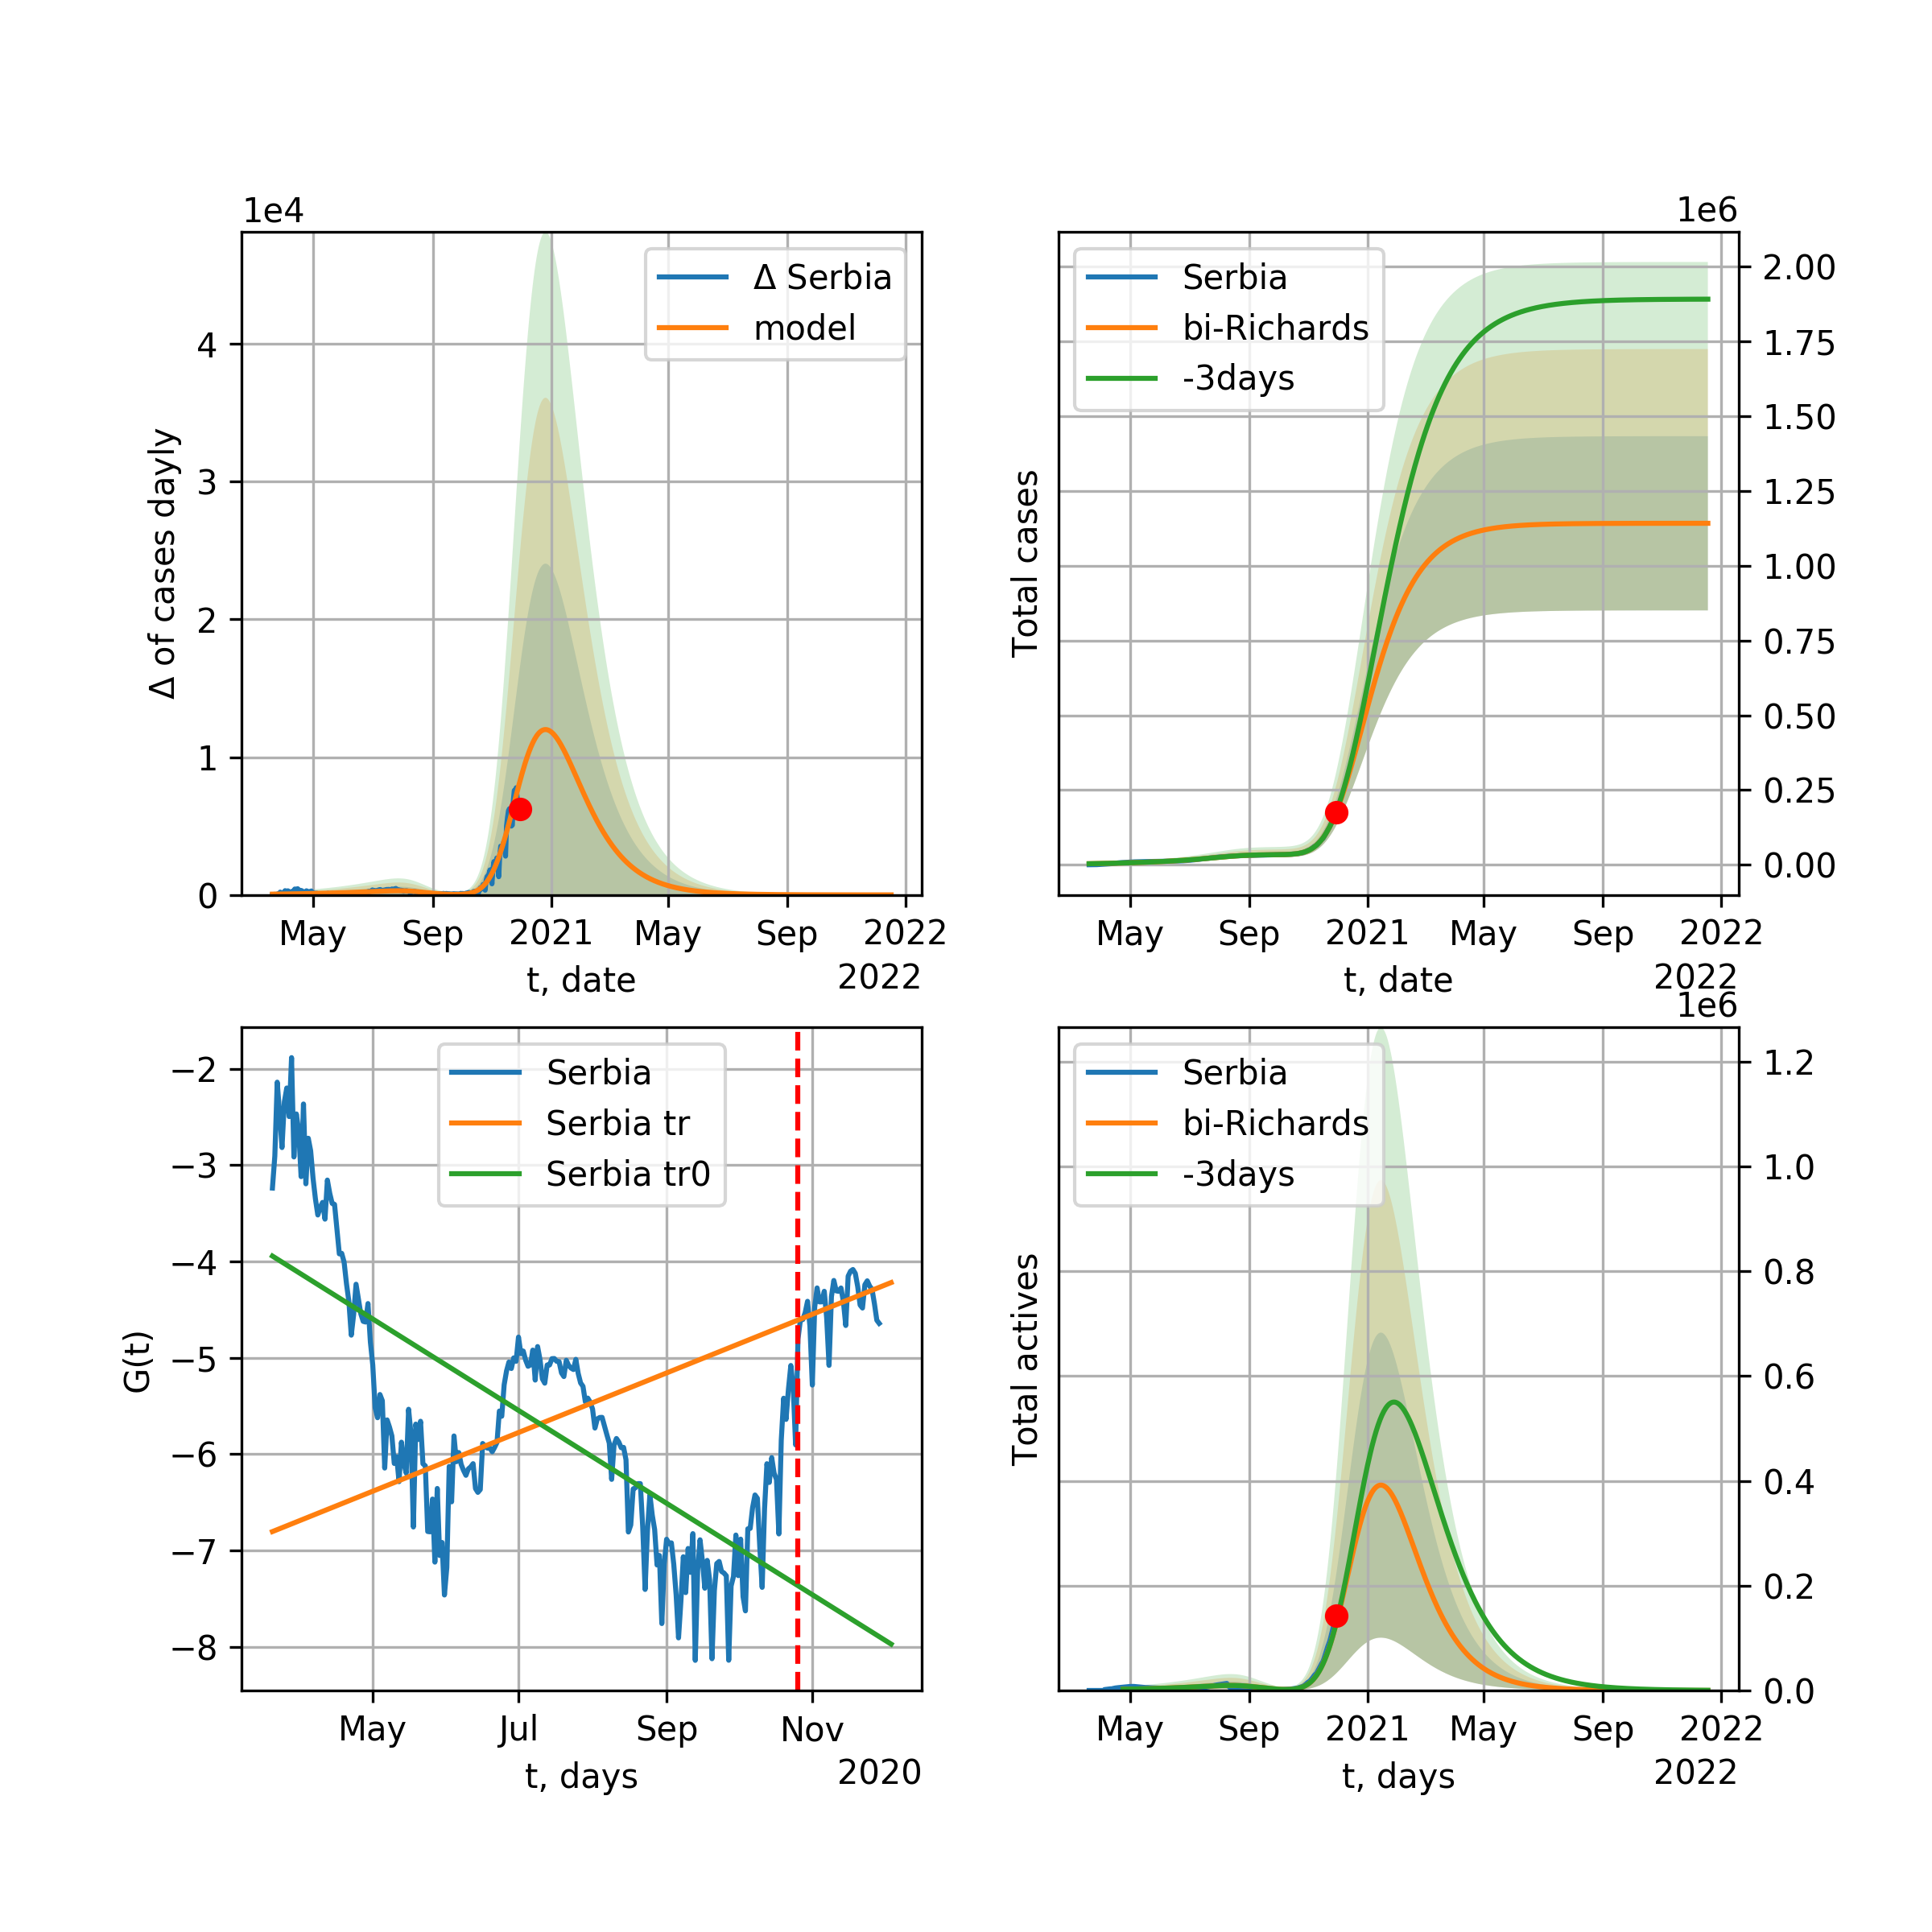 1e4
Δ Serbia
model
4
3
2
1
0
Δ of cases dayly
May Sep 2021 May Sep 2022
t, date
2022
1e6
Serbia
bi-Richards
-3days
2.00
1.75
1.50
1.25
1.00
0.75
0.50
0.25
0.00
Total cases
May Sep 2021 May Sep 2022
t, date
2022
Serbia
Serbia tr
Serbia tr0
−2
−3
−4
−5
−6
−7
−8
G(t)
May Jul Sep Nov
t, days
2020
1e6
Serbia
bi-Richards
-3days
1.2
1.0
0.8
0.6
0.4
0.2
0.0
Total actives
May Sep 2021 May Sep 2022
t, days
2022